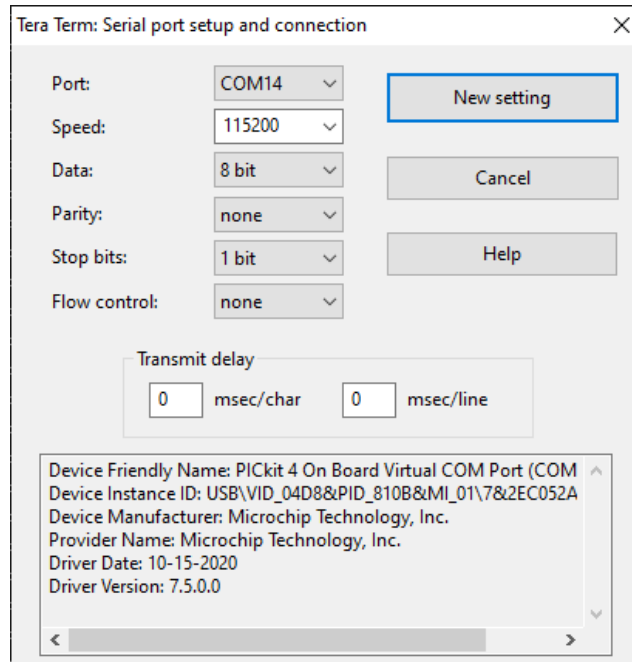 Tera Term: Serial port setup and connection
Port: COM14
New setting
Speed: 115200
Data: 8 bit
Cancel
Parity: none
Stop bits: 1 bit
Help
Flow control: none
Transmit delay
0 msec/char 0 msec/line
Device Friendly Name: PICkit 4 On Board Virtual COM Port (COM
Device Instance ID: USB\VID_04D8&PID_810B&MI_01\7&2EC052A
Device Manufacturer: Microchip Technology, Inc.
Provider Name: Microchip Technology, Inc.
Driver Date: 10-15-2020
Driver Version: 7.5.0.0